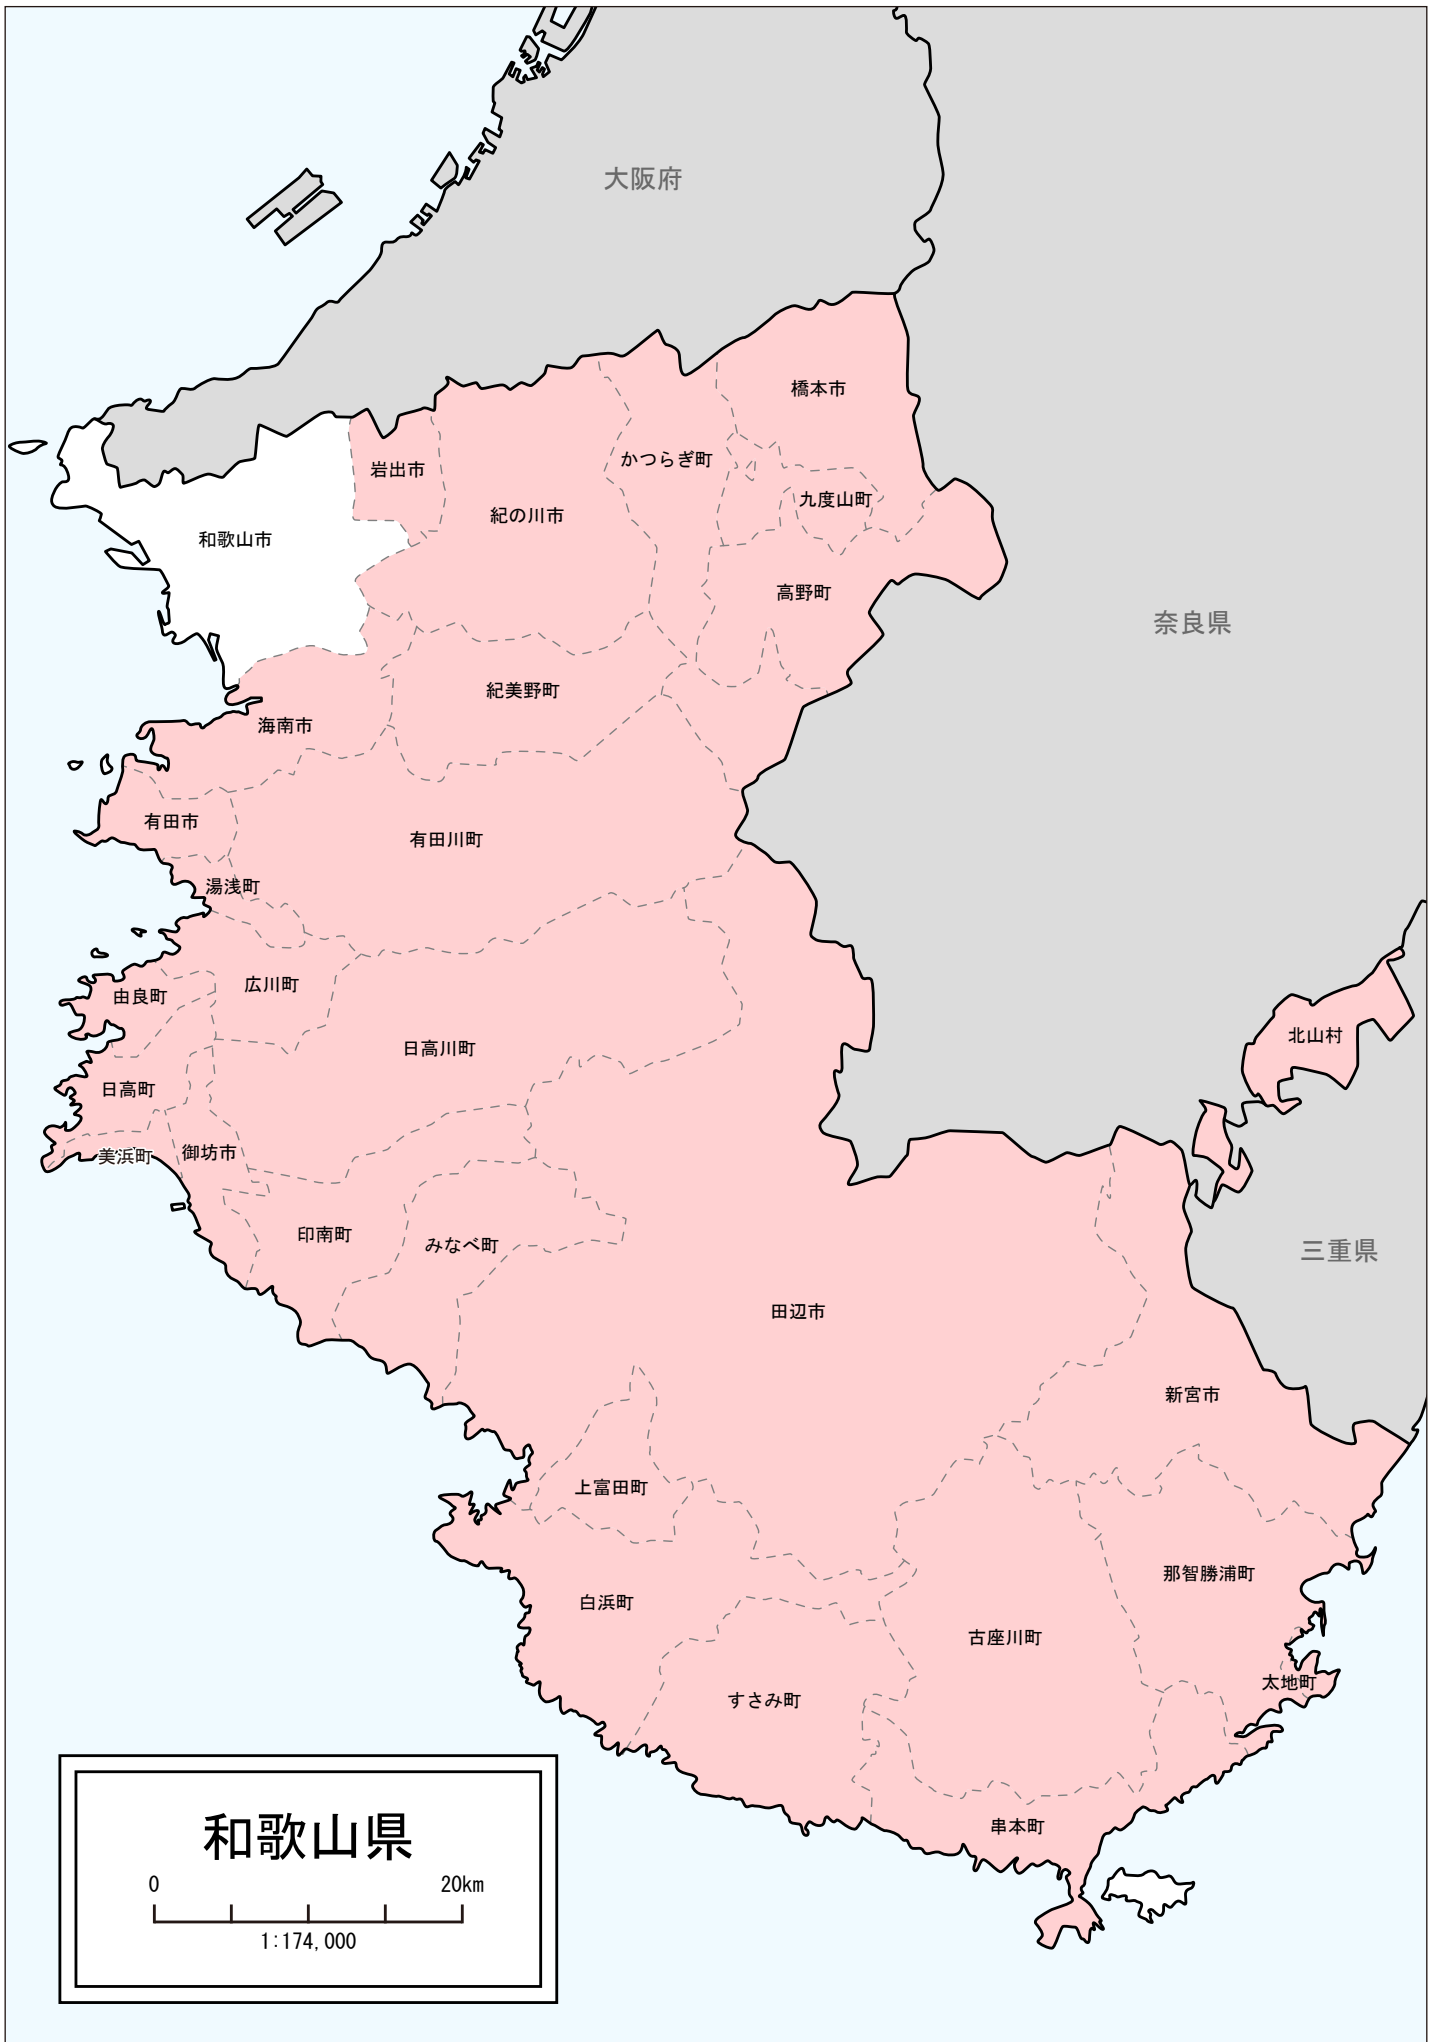 大阪府
橋本市
岩出市
かつらぎ町
九度山町
紀の川市
和歌山市
高野町
奈良県
紀美野町
海南市
有田市
有田川町
湯浅町
広川町
由良町
北山村
日高川町
日高町
美浜町
御坊市
印南町
みなべ町
三重県
田辺市
新宮市
上富田町
那智勝浦町
白浜町
古座川町
太地町
すさみ町
串本町
和歌山県
0 20km
1:174,000